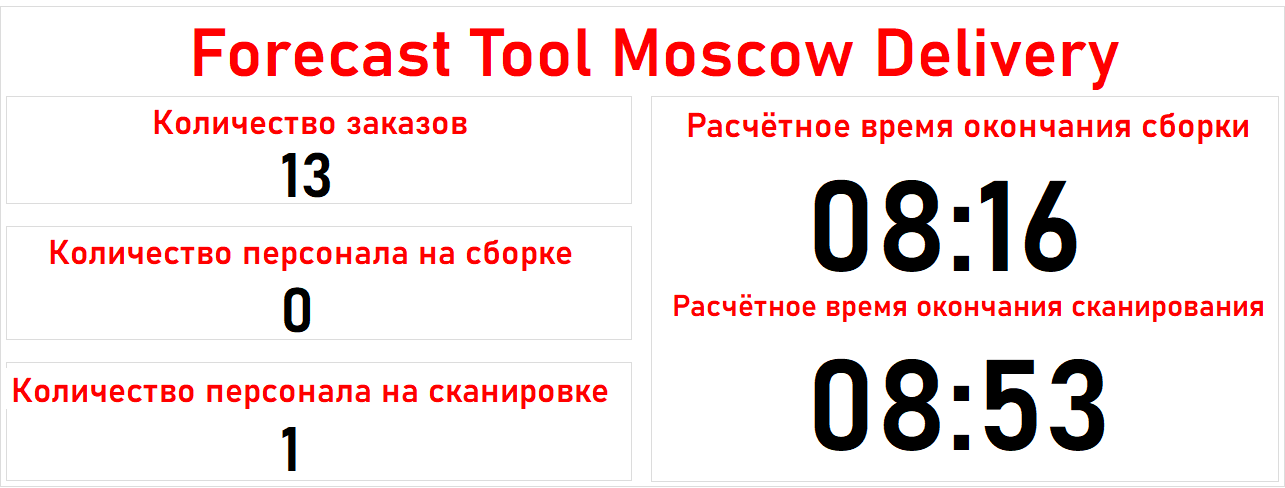 Forecast Tool Moscow Delivery
Количество заказов
13
Количество персонала на сборке
0
Количество персонала на сканировке
1
Расчётное время окончания сборки
08:16
Расчётное время окончания сканирования
08:53